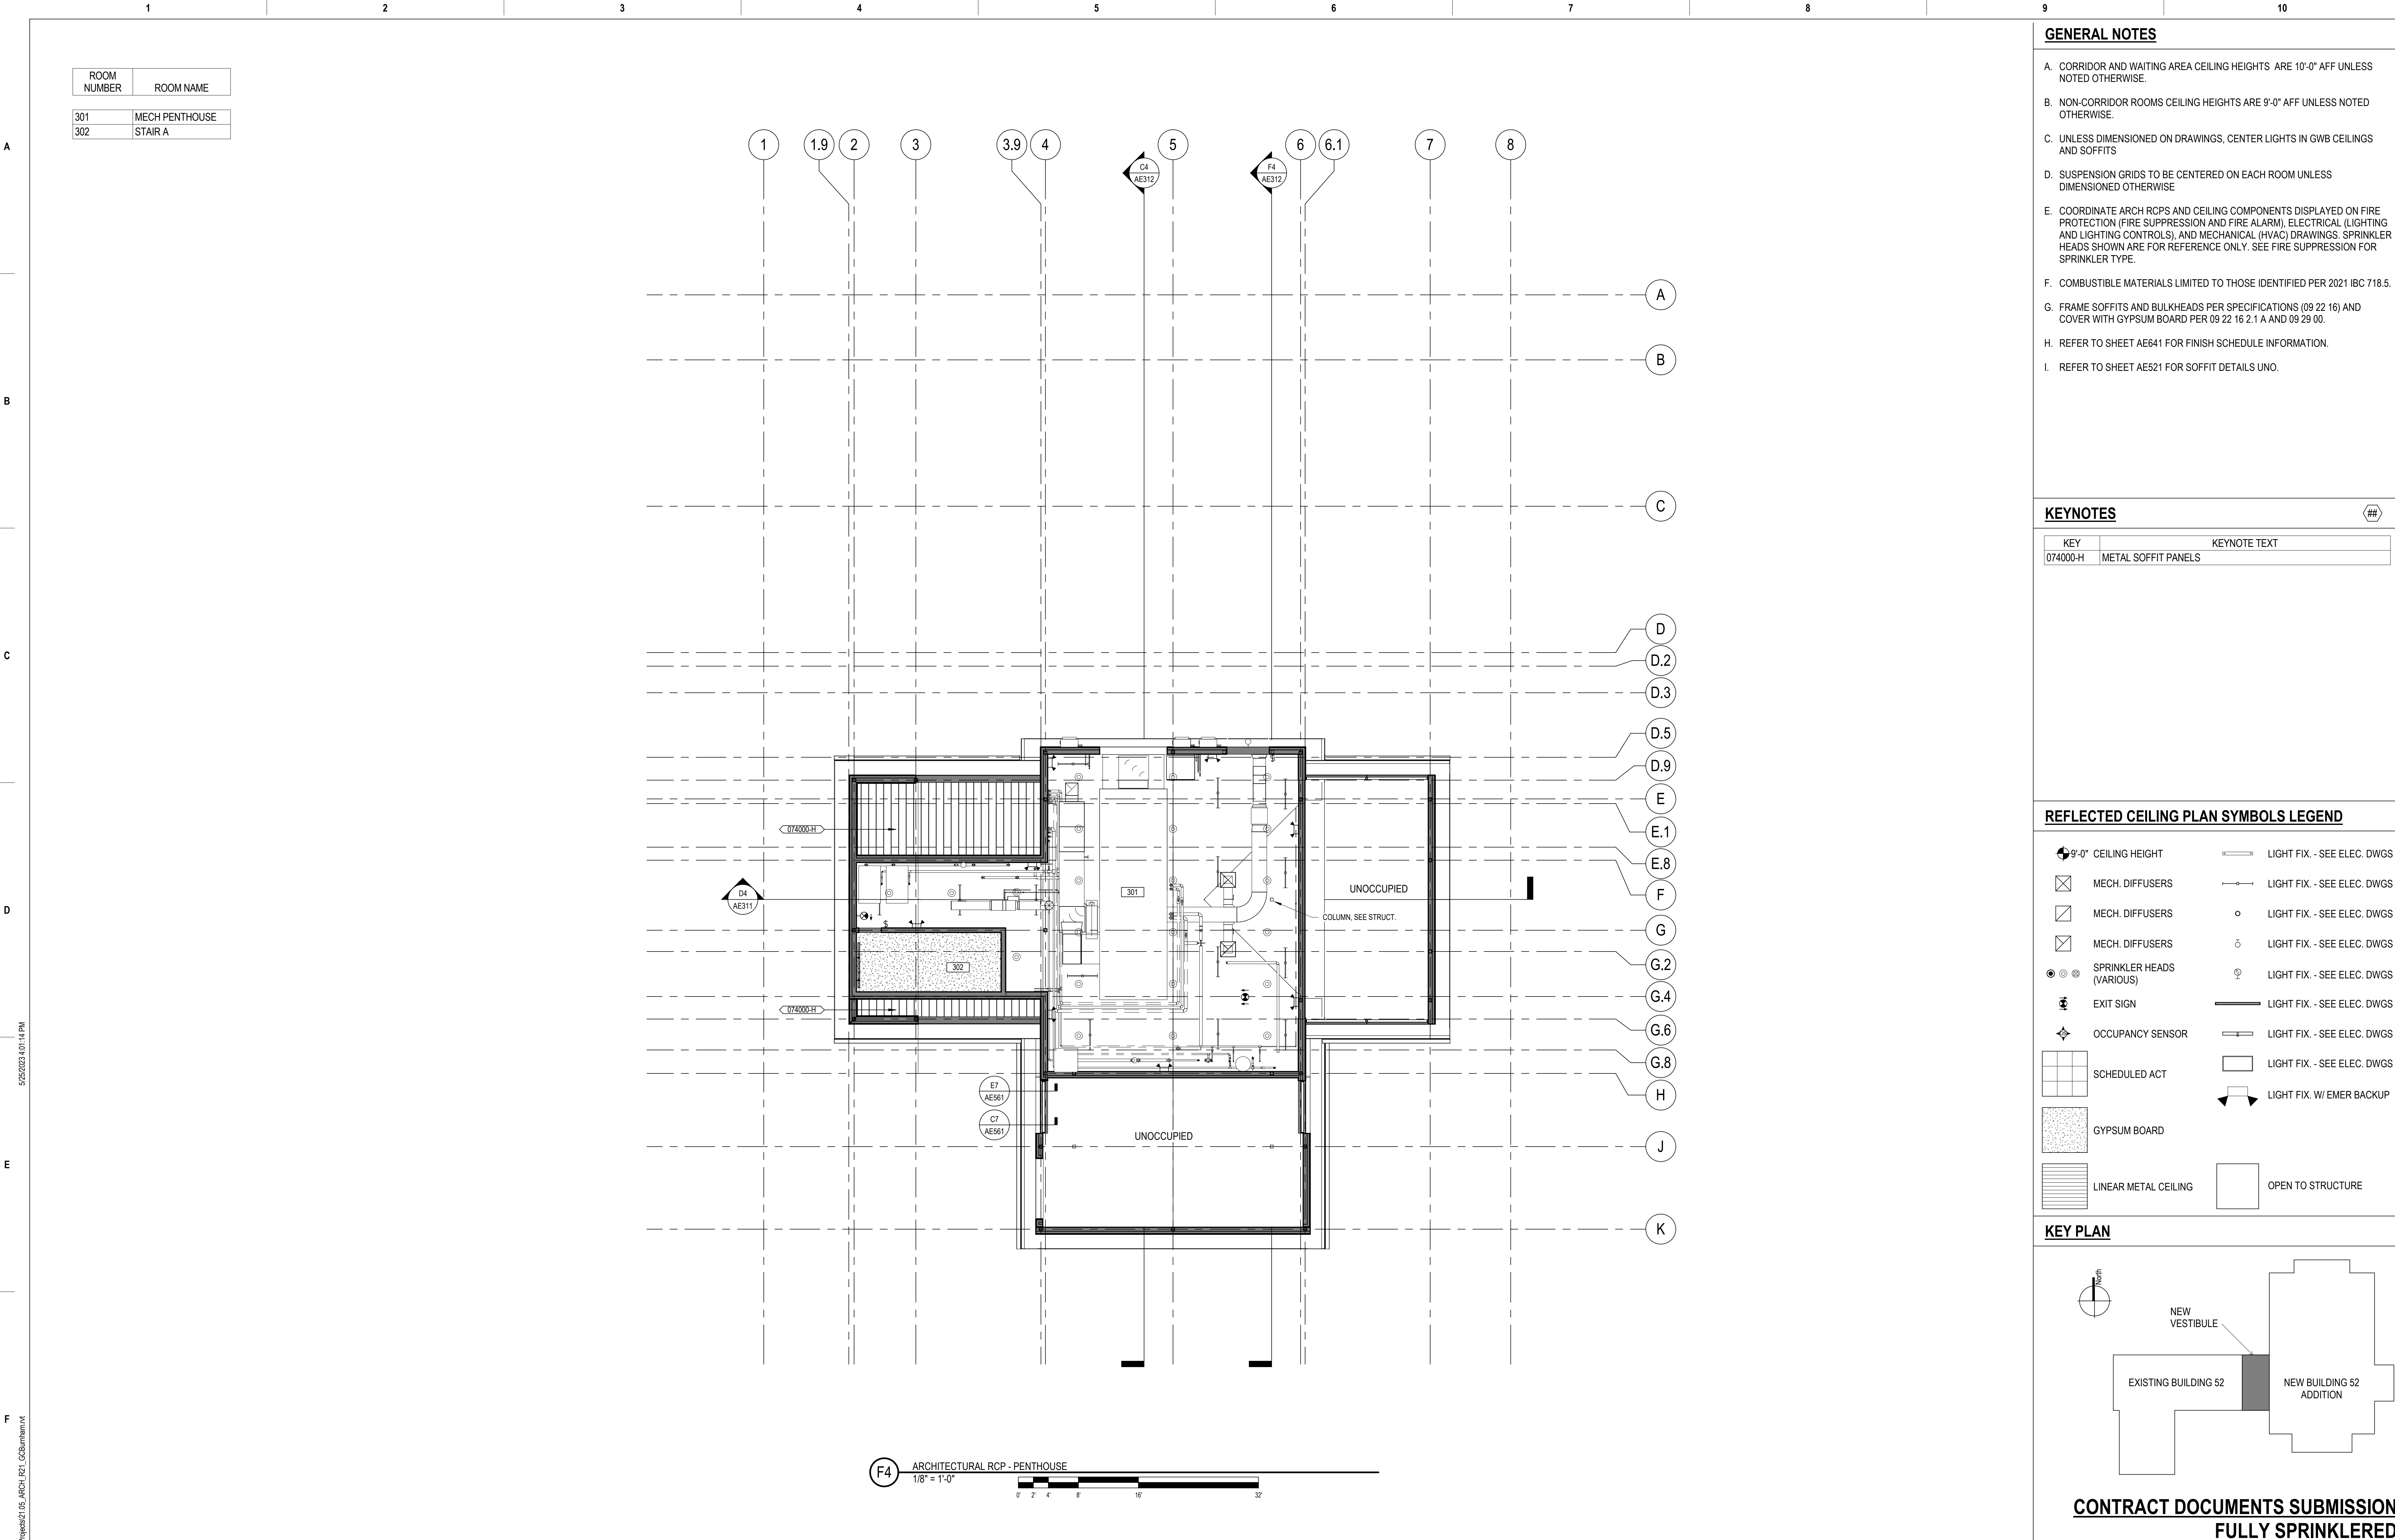 1 2 3 4 5 6 7 8 9 10
A
B
C
D
E
F
ROOM NUMBER ROOM NAME
301 MECH PENTHOUSE
302 STAIR A
1 1.9 2 3 3.9 4 5 6 6.1 7 8
C4
AE312
F4
AE312
A
B
C
D
D.2
D.3
D.5
D.9
E
E.1
E.8
F
G
G.2
G.4
G.6
G.8
H
J
K
074000-H
D4
AE311
301
UNOCCUPIED
COLUMN, SEE STRUCT.
$
$
302
074000-H
E7
AE561
C7
AE561
UNOCCUPIED
F4
ARCHITECTURAL RCP - PENTHOUSE
1/8" = 1'-0"
0' 2' 4' 8' 16' 32'
5/25/2023 4:01:14 PM
rojects\21.05_ARCH_R21_GCBurnham.rvt
GENERAL NOTES
A. CORRIDOR AND WAITING AREA CEILING HEIGHTS ARE 10'-0" AFF UNLESS
NOTED OTHERWISE.
B. NON-CORRIDOR ROOMS CEILING HEIGHTS ARE 9'-0" AFF UNLESS NOTED
OTHERWISE.
C. UNLESS DIMENSIONED ON DRAWINGS, CENTER LIGHTS IN GWB CEILINGS
AND SOFFITS
D. SUSPENSION GRIDS TO BE CENTERED ON EACH ROOM UNLESS
DIMENSIONED OTHERWISE
E. COORDINATE ARCH RCPS AND CEILING COMPONENTS DISPLAYED ON FIRE
PROTECTION (FIRE SUPPRESSION AND FIRE ALARM), ELECTRICAL (LIGHTING
AND LIGHTING CONTROLS), AND MECHANICAL (HVAC) DRAWINGS. SPRINKLER
HEADS SHOWN ARE FOR REFERENCE ONLY. SEE FIRE SUPPRESSION FOR
SPRINKLER TYPE.
F. COMBUSTIBLE MATERIALS LIMITED TO THOSE IDENTIFIED PER 2021 IBC 718.5.
G. FRAME SOFFITS AND BULKHEADS PER SPECIFICATIONS (09 22 16) AND
COVER WITH GYPSUM BOARD PER 09 22 16 2.1 A AND 09 29 00.
H. REFER TO SHEET AE641 FOR FINISH SCHEDULE INFORMATION.
I. REFER TO SHEET AE521 FOR SOFFIT DETAILS UNO.
KEYNOTES ##
KEY KEYNOTE TEXT
074000-H METAL SOFFIT PANELS
REFLECTED CEILING PLAN SYMBOLS LEGEND
9'-0" CEILING HEIGHT
MECH. DIFFUSERS
MECH. DIFFUSERS
MECH. DIFFUSERS
SPRINKLER HEADS
(VARIOUS)
EXIT SIGN
OCCUPANCY SENSOR
SCHEDULED ACT
GYPSUM BOARD
LINEAR METAL CEILING
LIGHT FIX. - SEE ELEC. DWGS
LIGHT FIX. - SEE ELEC. DWGS
LIGHT FIX. - SEE ELEC. DWGS
LIGHT FIX. - SEE ELEC. DWGS
LIGHT FIX. - SEE ELEC. DWGS
LIGHT FIX. - SEE ELEC. DWGS
LIGHT FIX. - SEE ELEC. DWGS
LIGHT FIX. - SEE ELEC. DWGS
LIGHT FIX. W/ EMER BACKUP
OPEN TO STRUCTURE
KEY PLAN
North
NEW
VESTIBULE
EXISTING BUILDING 52
NEW BUILDING 52
ADDITION
CONTRACT DOCUMENTS SUBMISSION
FULLY SPRINKLERED